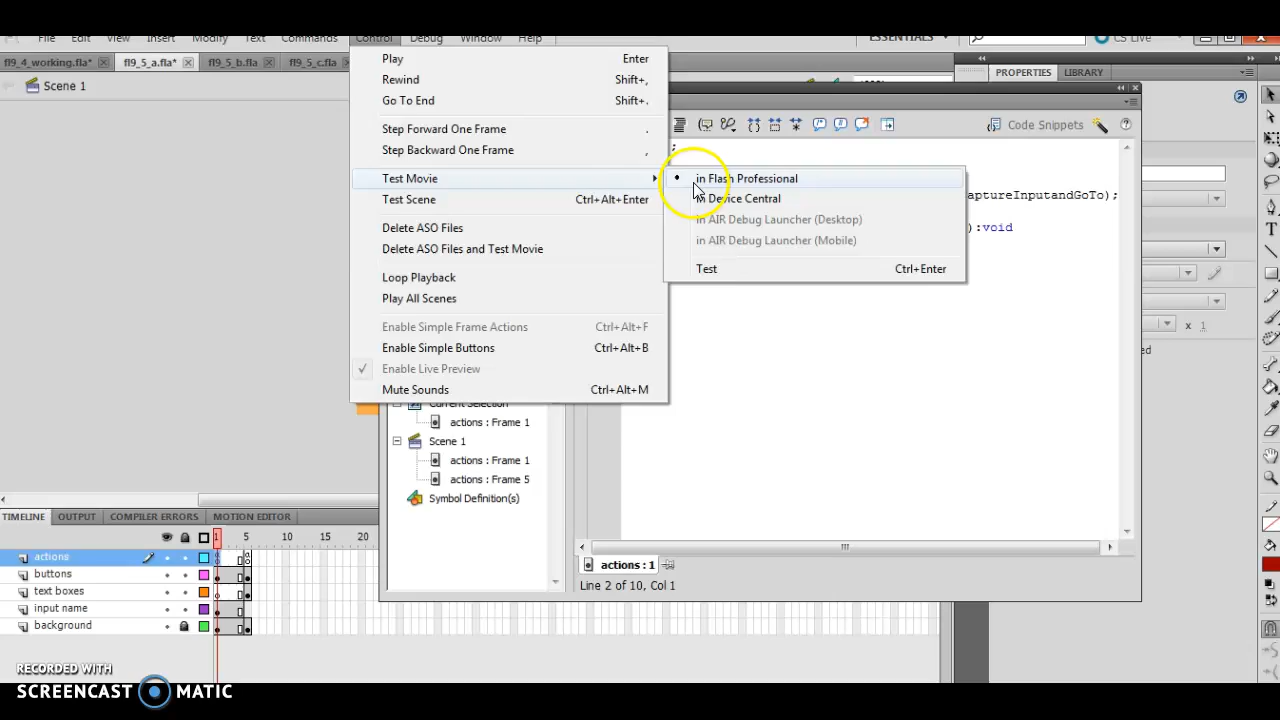 File Edit View Insert Modify Text Commands Control Debug Window Help ESSENTIALS CS Live
fl9_4_working.fla* fl9_5_a.fla* fl9_5_b.fla fl9_5_c.fla
PROPERTIES LIBRARY
Scene 1
Play Enter
Rewind Shift+,
Go To End Shift+.
Step Forward One Frame .
Step Backward One Frame ,
Test Movie
Test Scene Ctrl+Alt+Enter
Delete ASO Files
Delete ASO Files and Test Movie
Loop Playback
Play All Scenes
Enable Simple Frame Actions Ctrl+Alt+F
Enable Simple Buttons Ctrl+Alt+B
Enable Live Preview
Mute Sounds Ctrl+Alt+M
Code Snippets
;
in Flash Professional
in Device Central
in AIR Debug Launcher (Desktop)
in AIR Debug Launcher (Mobile)
Test Ctrl+Enter
aptureInputandGoTo);
):void
x 1
ed
Current Selection
actions : Frame 1
Scene 1
actions : Frame 1
actions : Frame 5
Symbol Definition(s)
actions : 1
Line 2 of 10, Col 1
TIMELINE OUTPUT COMPILER ERRORS MOTION EDITOR
1 5 10 15 20
actions
buttons
text boxes
input name
background
RECORDED WITH
SCREENCAST MATIC